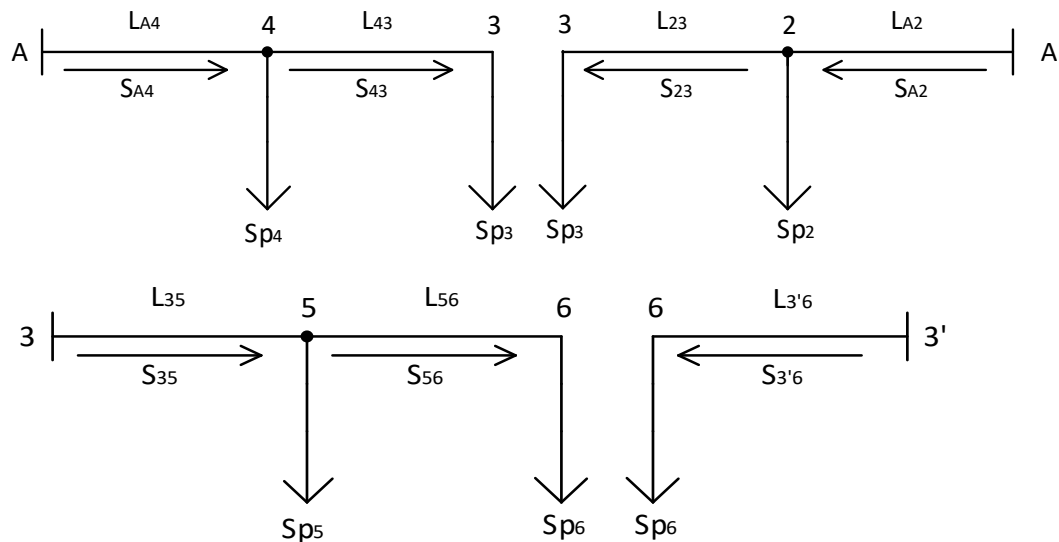 LA4 4 L43 3 3 L23 2 LA2
A A
SA4 S43 S23 SA2
Sp4 Sp3 Sp3 Sp2
L35 5 L56 6 6 L3'6
3 3'
S35 S56 S3'6
Sp5 Sp6 Sp6